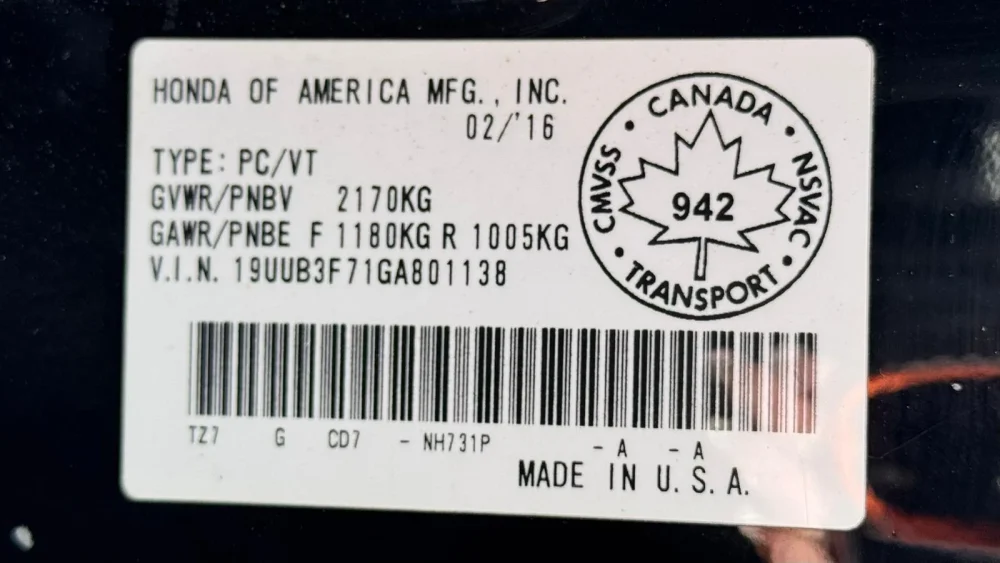 HONDA OF AMERICA MFG., INC.
02/'16
TYPE: PC/VT
GVWR/PNBV 2170KG
GAWR/PNBE F 1180KG R 1005KG
V.I.N. 19UUB3F71GA801138
CANADA
CMVSS
942
NSVAC
TRANSPORT
TZ7 G CD7 - NH731P - A - A
MADE IN U.S.A.